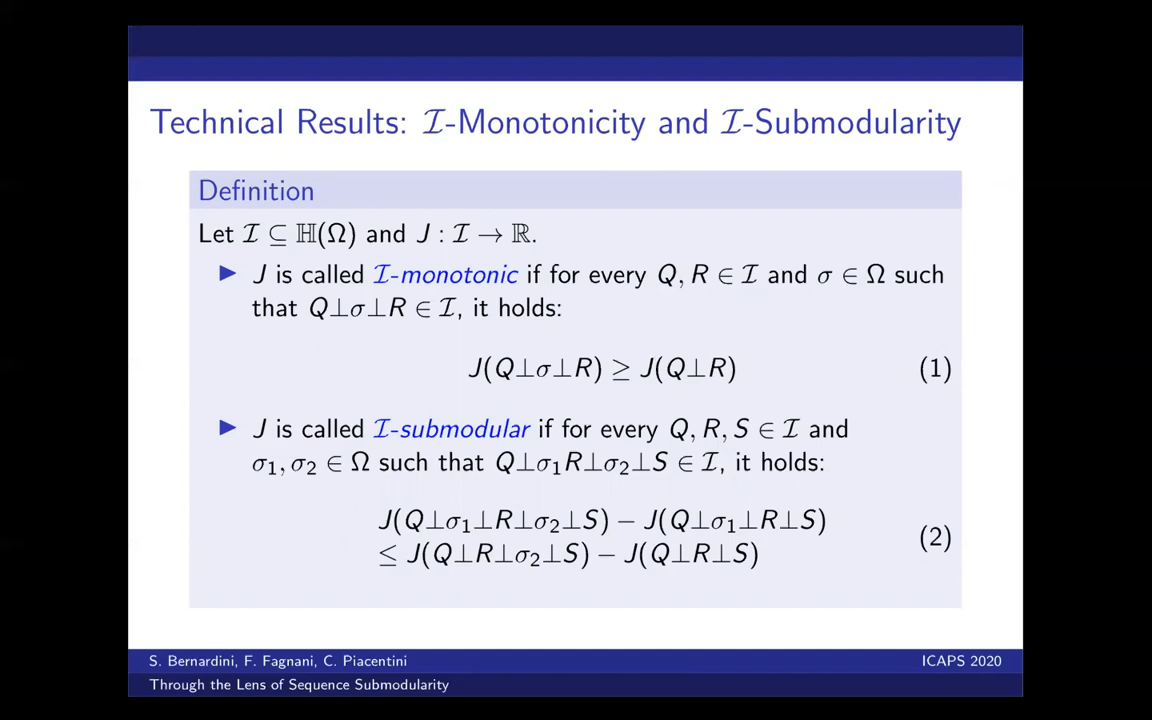 Technical Results: ℐ-Monotonicity and ℐ-Submodularity
Definition
Let ℐ ⊆ ℍ(Ω) and J : ℐ → ℝ.
▶ J is called ℐ-monotonic if for every Q, R ∈ ℐ and σ ∈ Ω such
that Q⊥σ⊥R ∈ ℐ, it holds:
J(Q⊥σ⊥R) ≥ J(Q⊥R) (1)
▶ J is called ℐ-submodular if for every Q, R, S ∈ ℐ and
σ₁, σ₂ ∈ Ω such that Q⊥σ₁R⊥σ₂⊥S ∈ ℐ, it holds:
J(Q⊥σ₁⊥R⊥σ₂⊥S) − J(Q⊥σ₁⊥R⊥S)
≤ J(Q⊥R⊥σ₂⊥S) − J(Q⊥R⊥S) (2)
S. Bernardini, F. Fagnani, C. Piacentini ICAPS 2020
Through the Lens of Sequence Submodularity